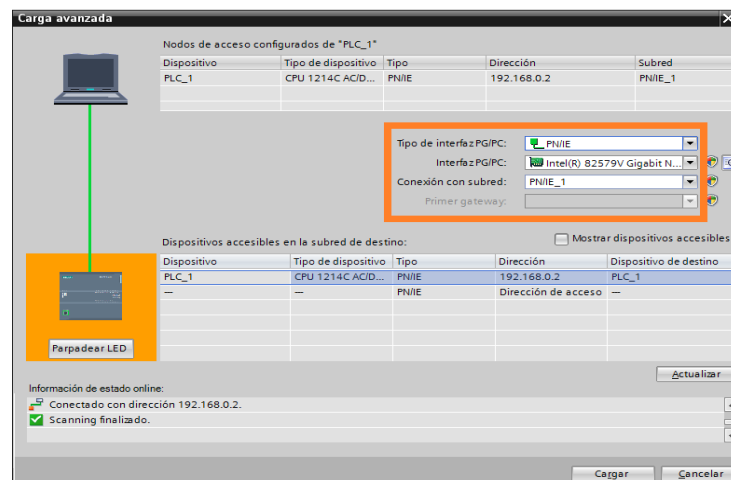 Carga avanzada
Nodos de acceso configurados de "PLC_1"
Dispositivo Tipo de dispositivo Tipo Dirección Subred
PLC_1 CPU 1214C AC/D... PN/IE 192.168.0.2 PN/IE_1
Tipo de interfaz PG/PC: PN/IE
Interfaz PG/PC: Intel(R) 82579V Gigabit N...
Conexión con subred: PN/IE_1
Primer gateway:
Dispositivos accesibles en la subred de destino: Mostrar dispositivos accesibles
Dispositivo Tipo de dispositivo Tipo Dirección Dispositivo de destino
PLC_1 CPU 1214C AC/D... PN/IE 192.168.0.2 PLC_1
— — PN/IE Dirección de acceso —
Parpadear LED
Actualizar
Información de estado online:
Conectado con dirección 192.168.0.2.
Scanning finalizado.
Cargar Cancelar